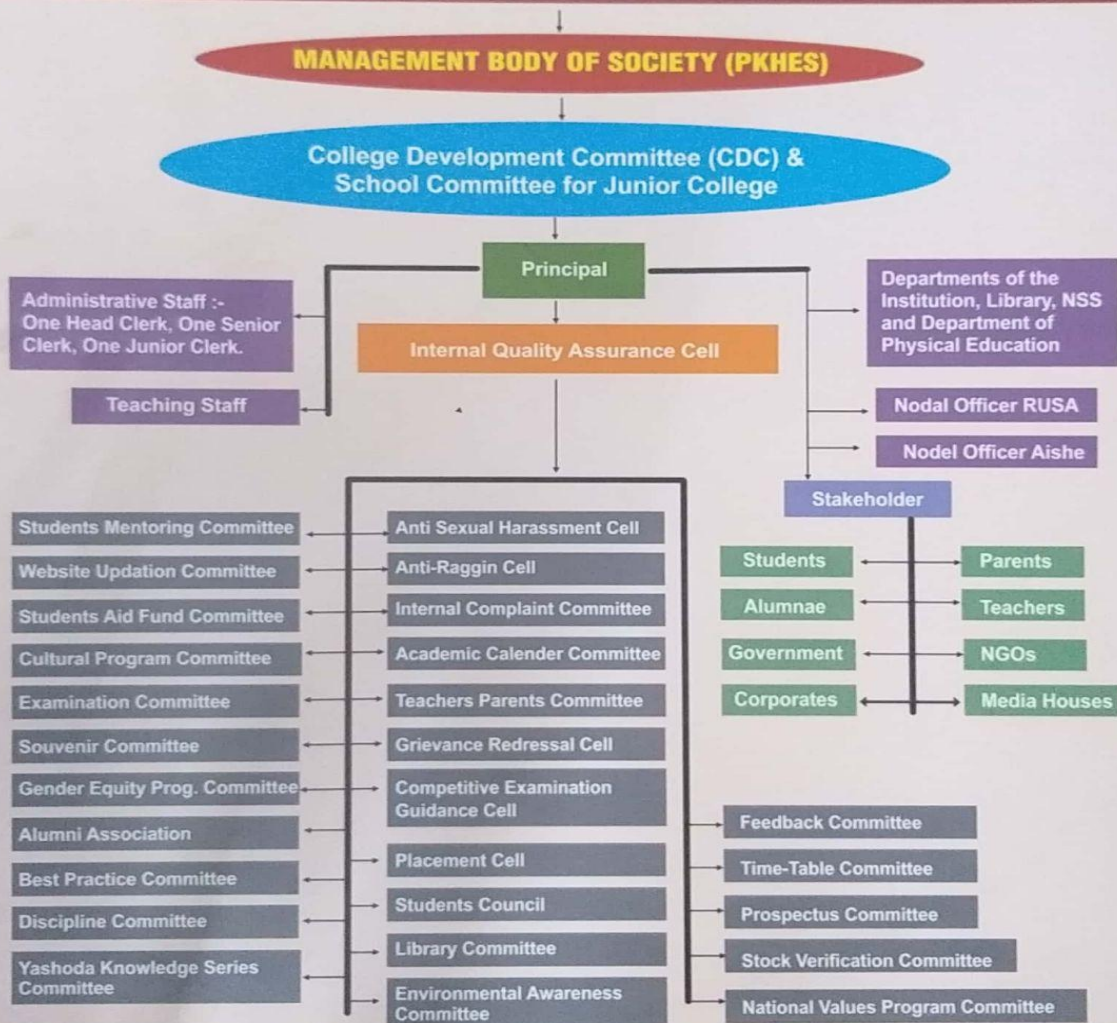 MANAGEMENT BODY OF SOCIETY (PKHES)
College Development Committee (CDC) &
School Committee for Junior College
Principal
Administrative Staff :-
One Head Clerk, One Senior
Clerk, One Junior Clerk.
Teaching Staff
Internal Quality Assurance Cell
Departments of the
Institution, Library, NSS
and Department of
Physical Education
Nodal Officer RUSA
Nodel Officer Aishe
Stakeholder
Students
Parents
Alumnae
Teachers
Government
NGOs
Corporates
Media Houses
Students Mentoring Committee
Website Updation Committee
Students Aid Fund Committee
Cultural Program Committee
Examination Committee
Souvenir Committee
Gender Equity Prog. Committee
Alumni Association
Best Practice Committee
Discipline Committee
Yashoda Knowledge Series
Committee
Anti Sexual Harassment Cell
Anti-Raggin Cell
Internal Complaint Committee
Academic Calender Committee
Teachers Parents Committee
Grievance Redressal Cell
Competitive Examination
Guidance Cell
Placement Cell
Students Council
Library Committee
Environmental Awareness
Committee
Feedback Committee
Time-Table Committee
Prospectus Committee
Stock Verification Committee
National Values Program Committee